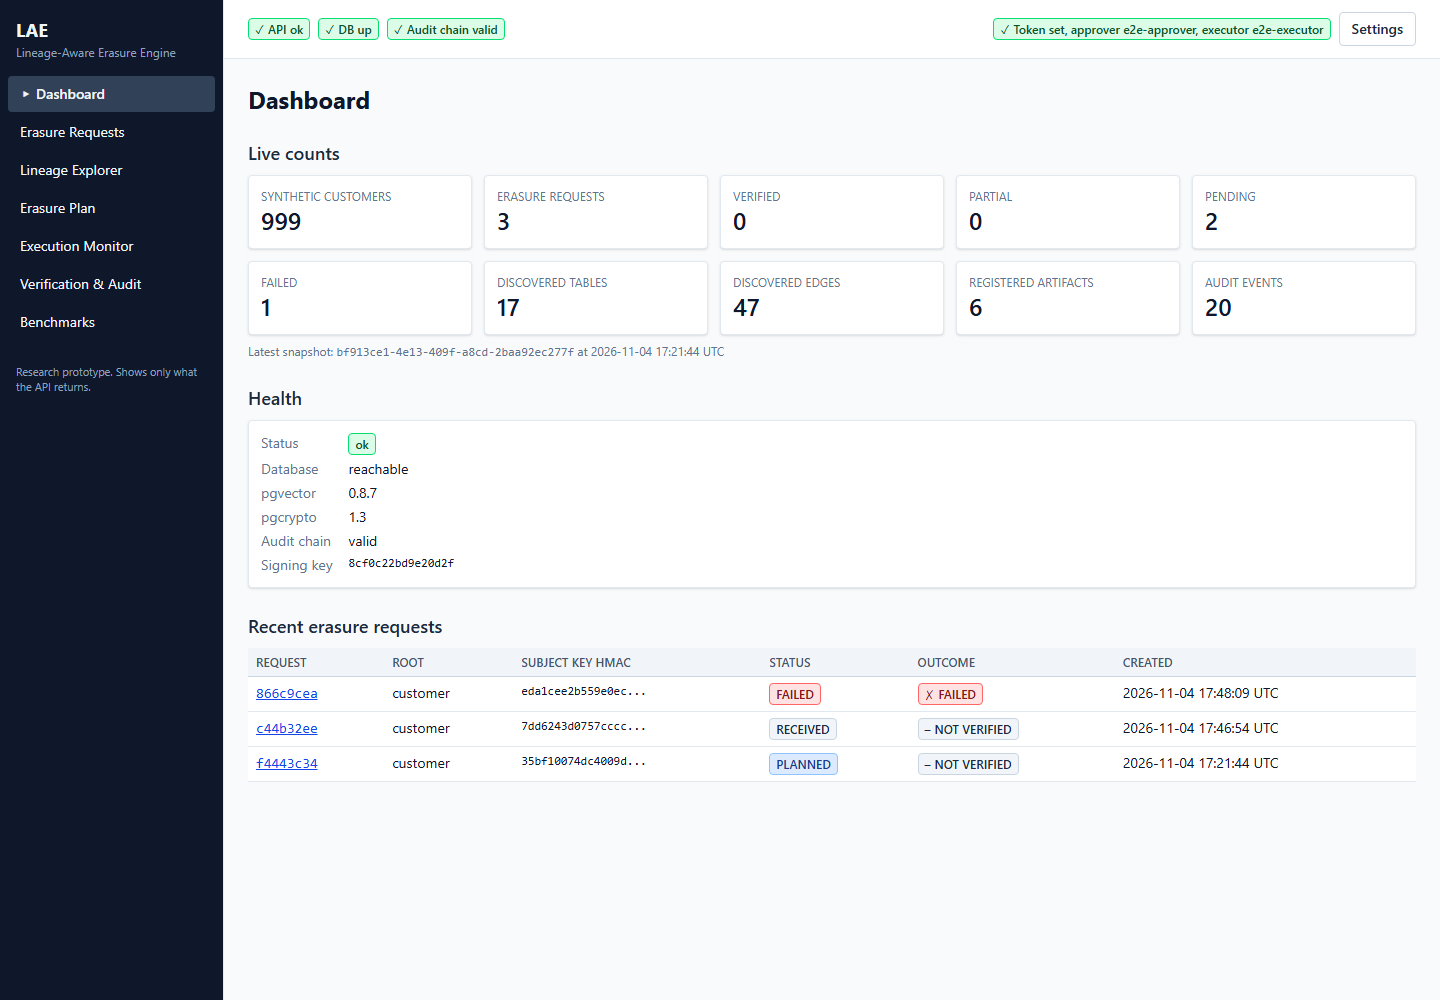 LAE
Lineage-Aware Erasure Engine
▸ Dashboard
Erasure Requests
Lineage Explorer
Erasure Plan
Execution Monitor
Verification & Audit
Benchmarks
Research prototype. Shows only what
the API returns.
✓ API ok ✓ DB up ✓ Audit chain valid ✓ Token set, approver e2e-approver, executor e2e-executor Settings
Dashboard
Live counts
SYNTHETIC CUSTOMERS ERASURE REQUESTS VERIFIED PARTIAL PENDING
999 3 0 0 2
FAILED DISCOVERED TABLES DISCOVERED EDGES REGISTERED ARTIFACTS AUDIT EVENTS
1 17 47 6 20
Latest snapshot: bf913ce1-4e13-409f-a8cd-2baa92ec277f at 2026-11-04 17:21:44 UTC
Health
Status ok
Database reachable
pgvector 0.8.7
pgcrypto 1.3
Audit chain valid
Signing key 8cf0c22bd9e20d2f
Recent erasure requests
REQUEST ROOT SUBJECT KEY HMAC STATUS OUTCOME CREATED
866c9cea customer eda1cee2b559e0ec... FAILED ✗ FAILED 2026-11-04 17:48:09 UTC
c44b32ee customer 7dd6243d0757cccc... RECEIVED – NOT VERIFIED 2026-11-04 17:46:54 UTC
f4443c34 customer 35bf10074dc4009d... PLANNED – NOT VERIFIED 2026-11-04 17:21:44 UTC